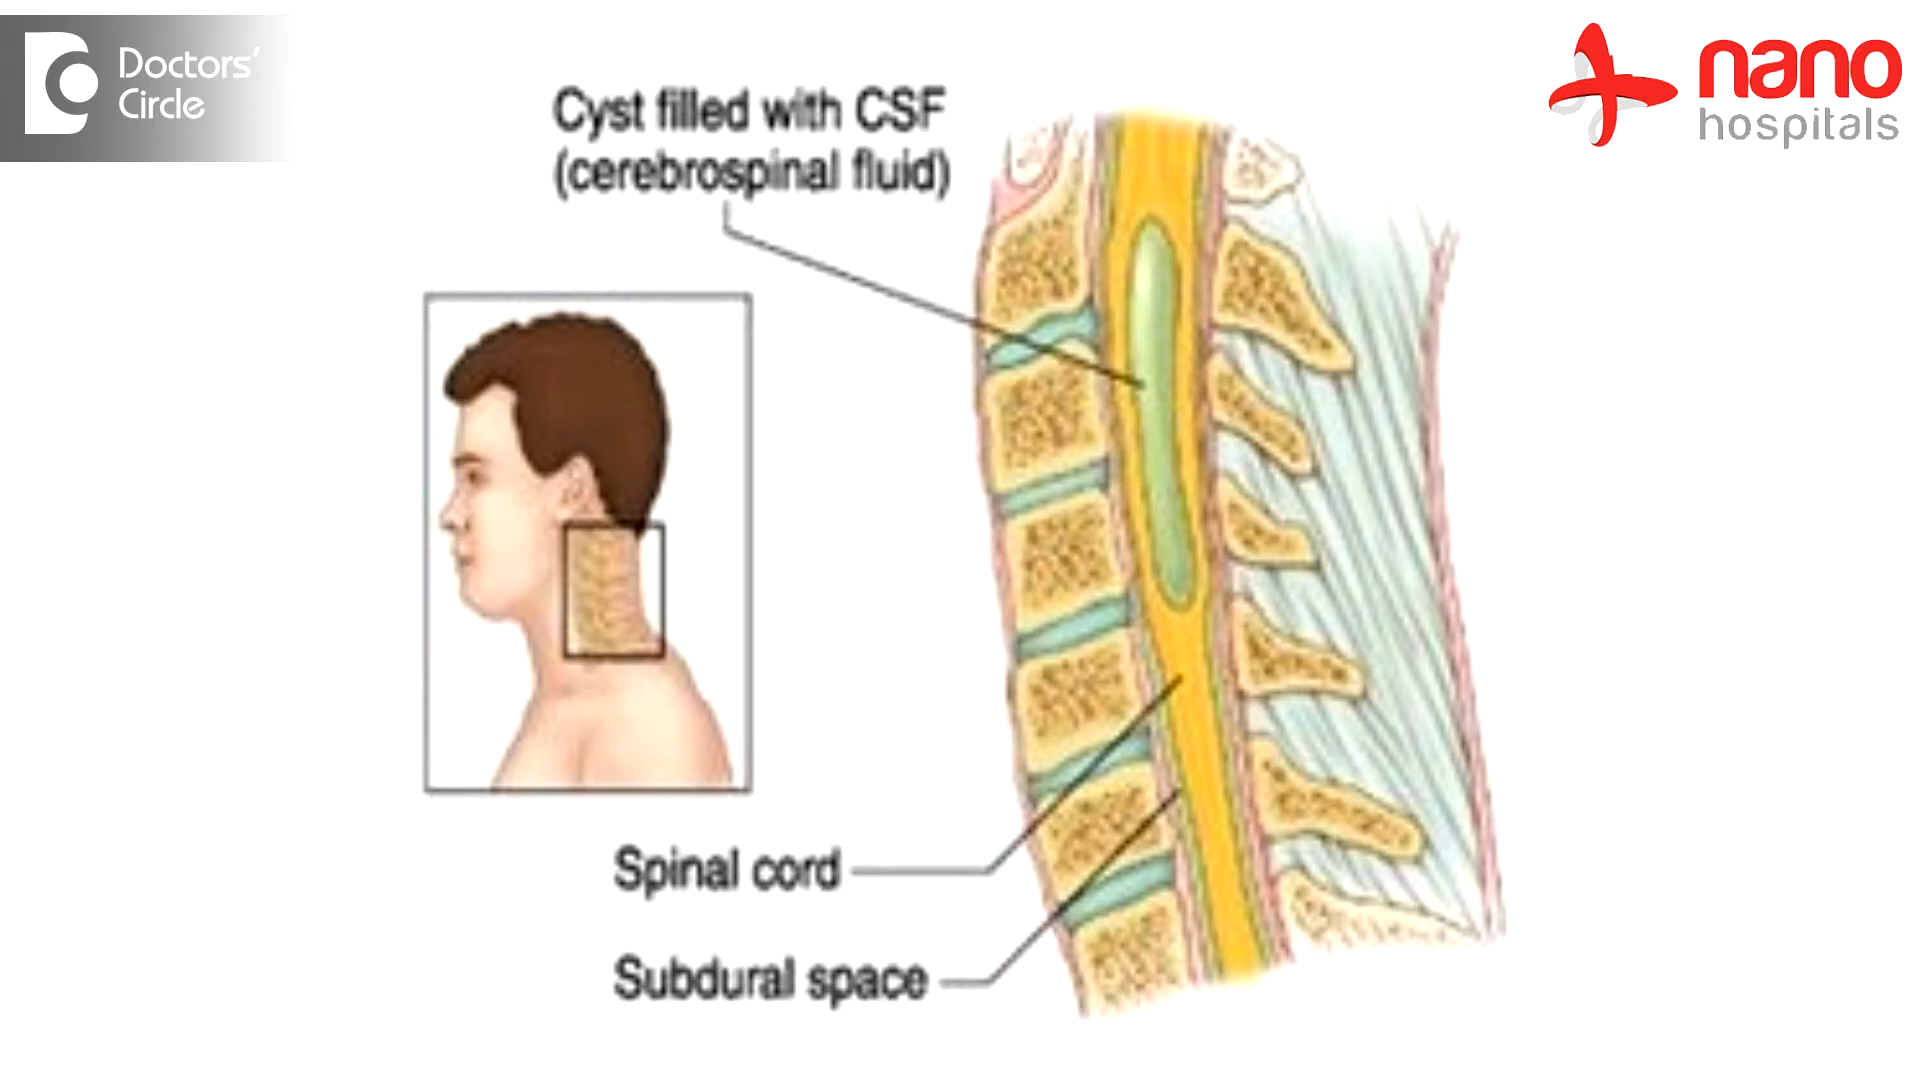 Doctors'
Circle
nano
hospitals
Cyst filled with CSF
(cerebrospinal fluid)
Spinal cord
Subdural space